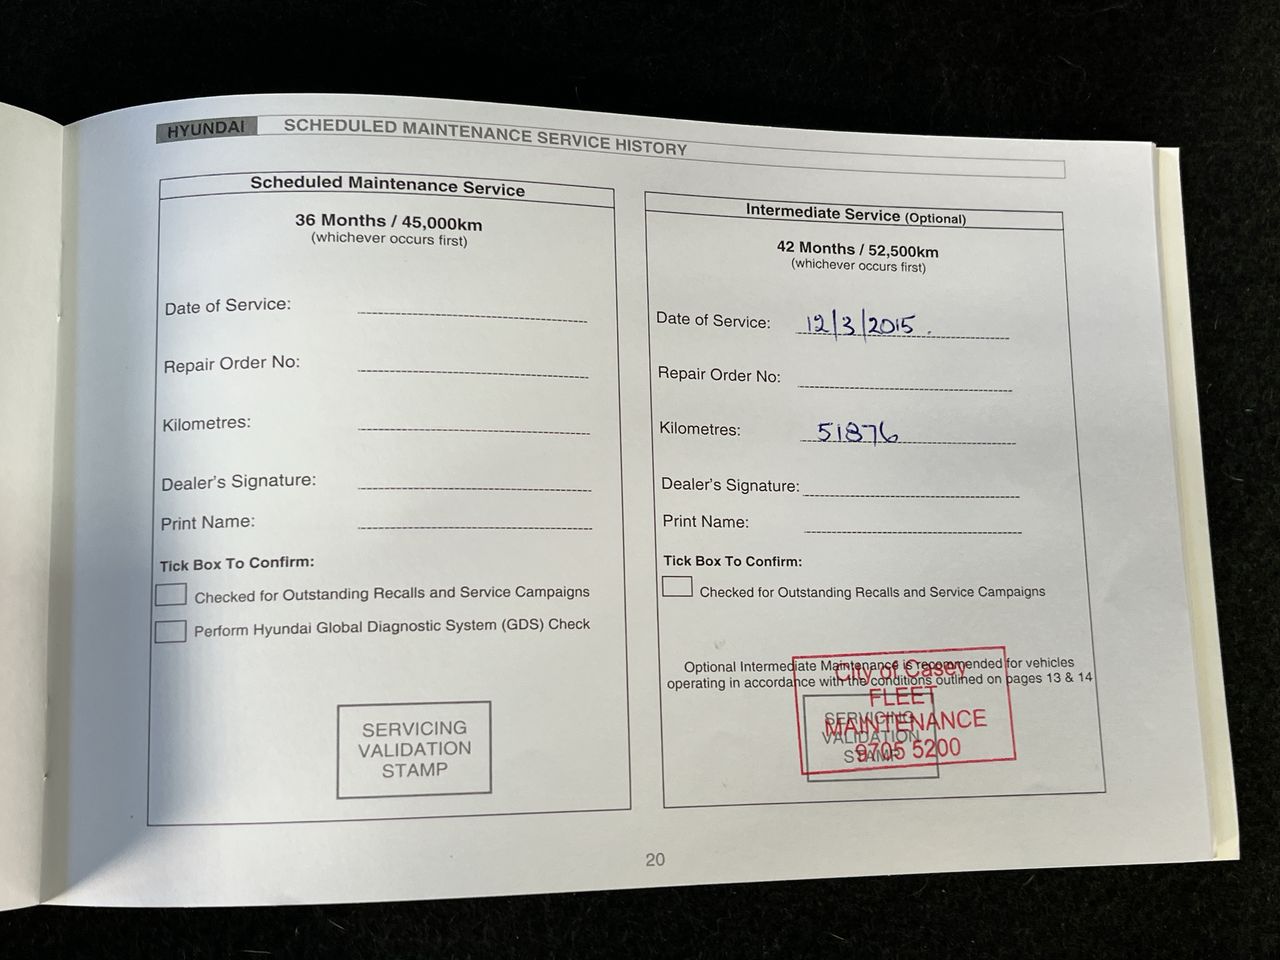 HYUNDAI SCHEDULED MAINTENANCE SERVICE HISTORY
Scheduled Maintenance Service
36 Months / 45,000km
(whichever occurs first)
Date of Service:
Repair Order No:
Kilometres:
Dealer's Signature:
Print Name:
Tick Box To Confirm:
Checked for Outstanding Recalls and Service Campaigns
Perform Hyundai Global Diagnostic System (GDS) Check
SERVICING
VALIDATION
STAMP
Intermediate Service (Optional)
42 Months / 52,500km
(whichever occurs first)
Date of Service: 12/3/2015.
Repair Order No:
Kilometres: 51876
Dealer's Signature:
Print Name:
Tick Box To Confirm:
Checked for Outstanding Recalls and Service Campaigns
Optional Intermediate Maintenance is recommended for vehicles
operating in accordance with the conditions outlined on pages 13 & 14
SERVICING
VALIDATION
STAMP
City of Casey
FLEET
MAINTENANCE
9705 5200
20